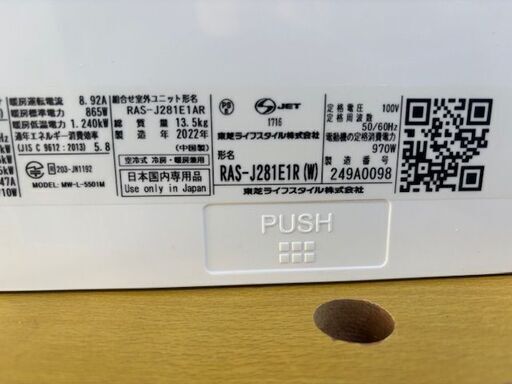 暖房運転電流 8.92A
暖房標準電力 865W
暖房低温電力 1.240kW
通年エネルギー消費効率
(JIS C 9612:2013) 5.8
203-JN1192
MODEL: MW-L-5501M
組合せ室外ユニット形名
RAS-J281E1AR
総質量 13.5kg
製造年 2022年
(中国製)
空冷式 冷房・暖房兼用
日本国内専用品
Use only in Japan
PS
E
JET
1716
東芝ライフスタイル株式会社
形名
RAS-J281E1R(W)
東芝ライフスタイル株式会社
定格電圧 100V
定格周波数
50/60Hz
電動機の定格消費電力
970W
製造番号
249A0098
PUSH